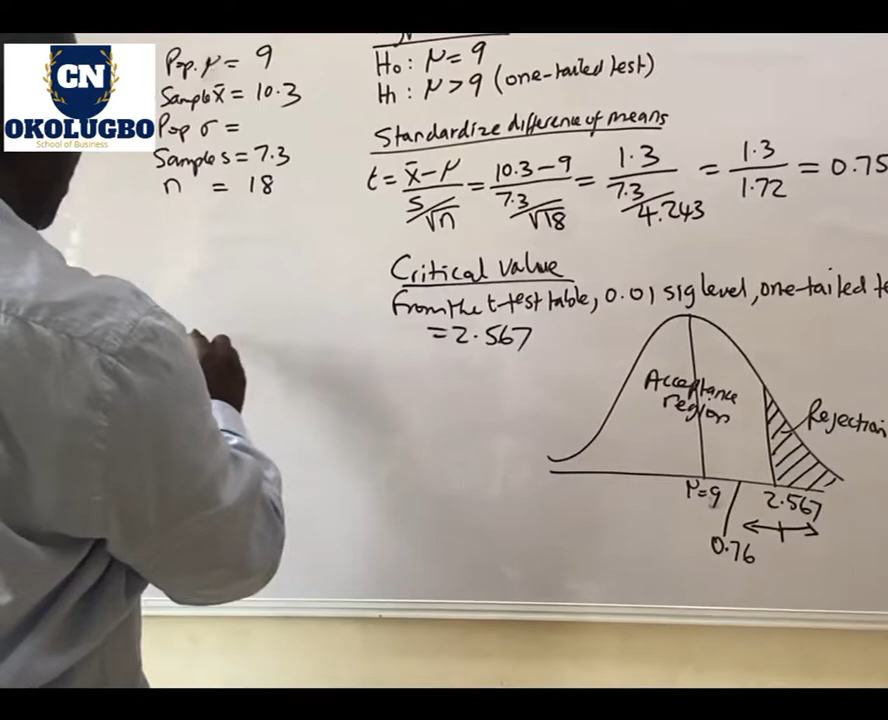 CN
OKOLUGBO
School of Business
Pop. μ = 9
Sample x̄ = 10.3
Pop σ =
Sample s = 7.3
n = 18
H₀ : μ = 9
H₁ : μ > 9 (one-tailed test)
Standardize difference of means
t = x̄ - μ / s/√n = 10.3 - 9 / 7.3/√18 = 1.3 / 7.3/4.243 = 1.3 / 1.72 = 0.75
Critical value
From the t-test table, 0.01 sig level, one-tailed te
= 2.567
Acceptance
region
Rejection
μ=9
2.567
0.76